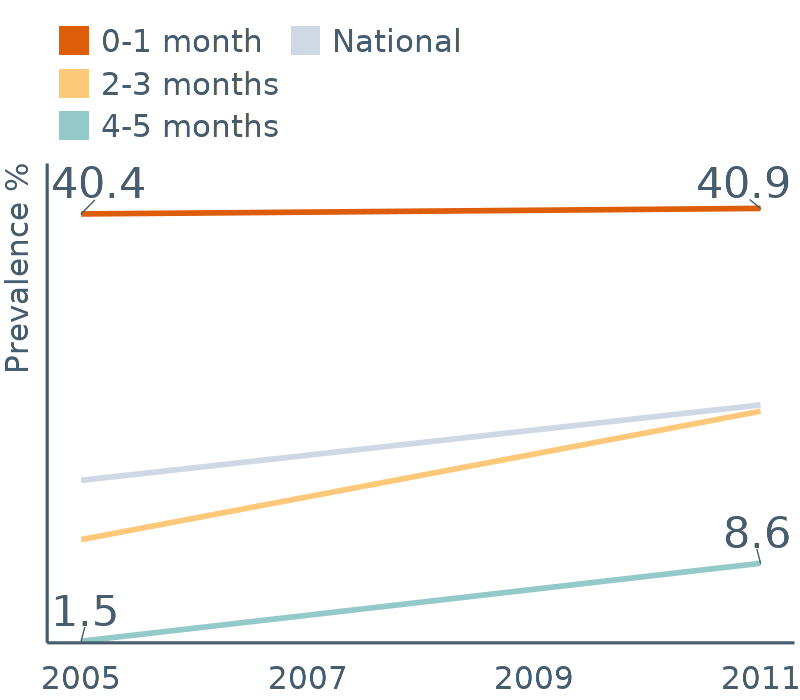 0-1 month
National
2-3 months
4-5 months
Prevalence %
40.4
40.9
8.6
1.5
2005
2007
2009
2011